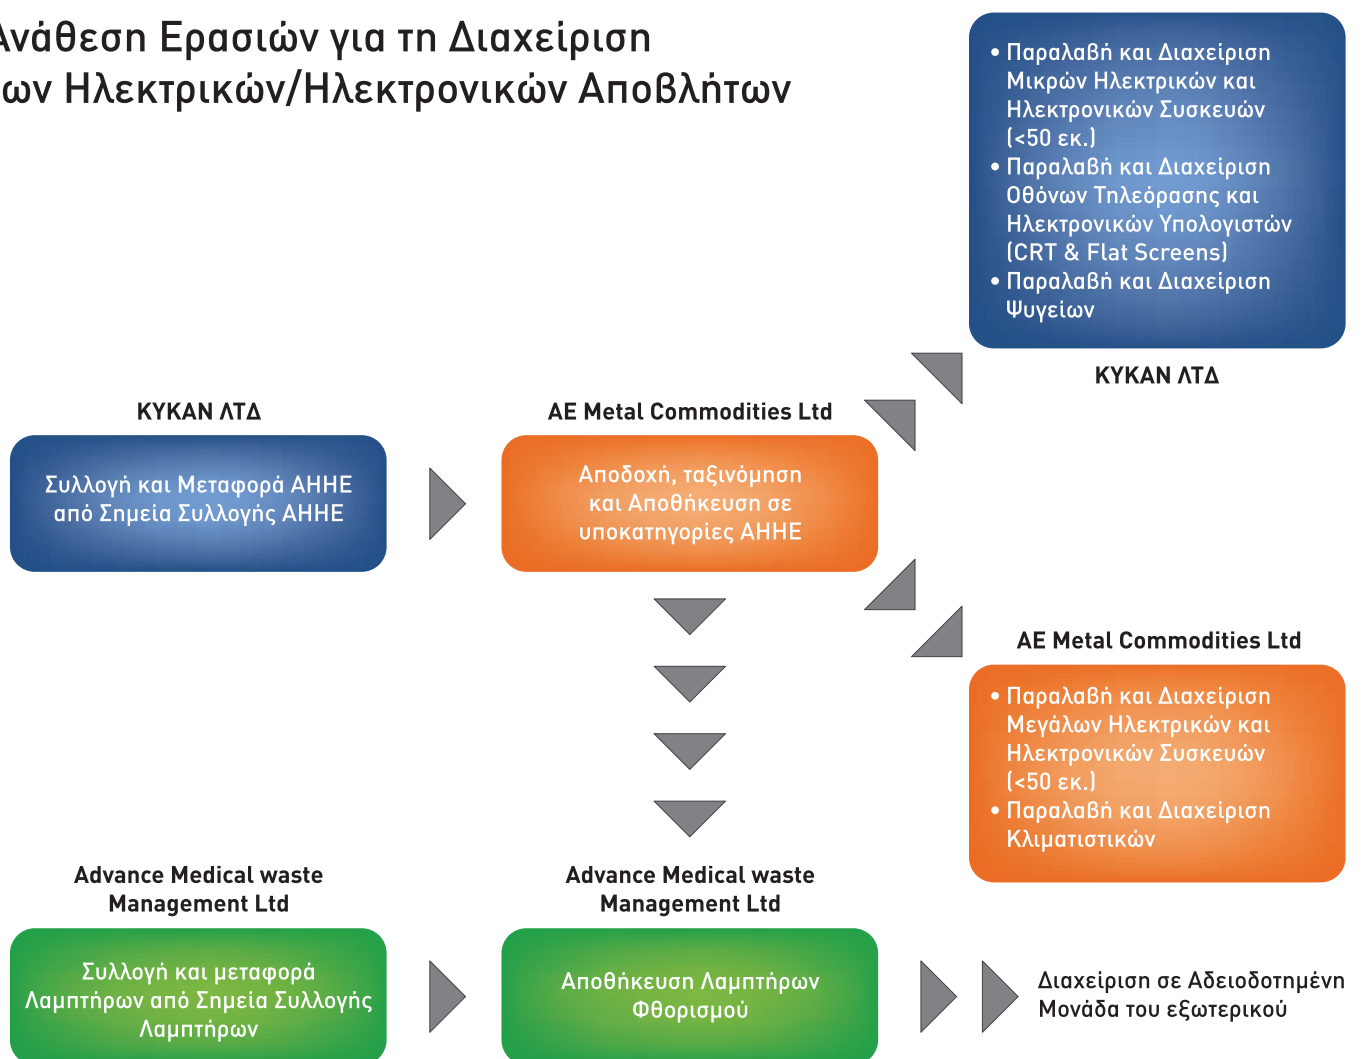 Ανάθεση Ερασιών για τη Διαχείριση
ων Ηλεκτρικών/Ηλεκτρονικών Αποβλήτων
• Παραλαβή και Διαχείριση
Μικρών Ηλεκτρικών και
Ηλεκτρονικών Συσκευών
(<50 εκ.)
• Παραλαβή και Διαχείριση
Οθόνων Τηλεόρασης και
Ηλεκτρονικών Υπολογιστών
(CRT & Flat Screens)
• Παραλαβή και Διαχείριση
Ψυγείων
ΚΥΚΑΝ ΛΤΔ
ΚΥΚΑΝ ΛΤΔ
Συλλογή και Μεταφορά ΑΗΗΕ
από Σημεία Συλλογής ΑΗΗΕ
AE Metal Commodities Ltd
Αποδοχή, ταξινόμηση
και Αποθήκευση σε
υποκατηγορίες ΑΗΗΕ
AE Metal Commodities Ltd
• Παραλαβή και Διαχείριση
Μεγάλων Ηλεκτρικών και
Ηλεκτρονικών Συσκευών
(<50 εκ.)
• Παραλαβή και Διαχείριση
Κλιματιστικών
Advance Medical waste
Management Ltd
Συλλογή και μεταφορά
Λαμπτήρων από Σημεία Συλλογής
Λαμπτήρων
Advance Medical waste
Management Ltd
Αποθήκευση Λαμπτήρων
Φθορισμού
Διαχείριση σε Αδειοδοτημένη
Μονάδα του εξωτερικού